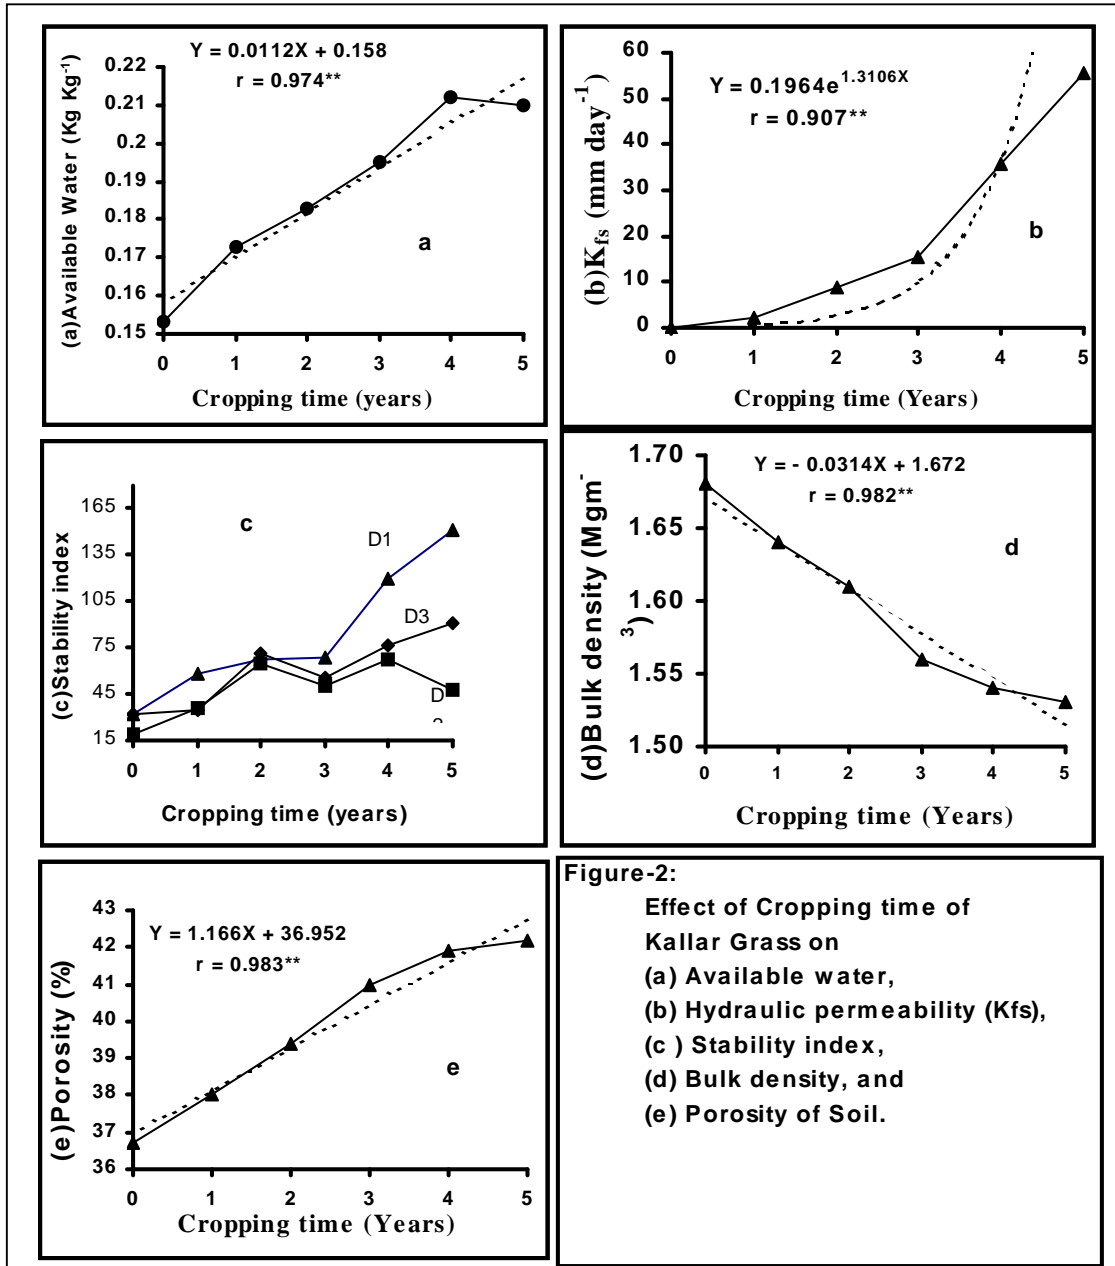 Y = 0.0112X + 0.158
r = 0.974**
0.22
0.21
0.2
0.19
0.18
0.17
0.16
0.15
(a)Available Water (Kg Kg⁻¹)
a
0 1 2 3 4 5
Cropping time (years)
60
50
40
30
20
10
0
(b)K_fs (mm day⁻¹)
Y = 0.1964e^1.3106X
r = 0.907**
b
0 1 2 3 4 5
Cropping time (Years)
165
135
105
75
45
15
(c)Stability index
c
D1
D3
D
0 1 2 3 4 5
Cropping time (years)
1.70
1.65
1.60
1.55
1.50
(d)Bulk density (Mgm⁻
³)
Y = - 0.0314X + 1.672
r = 0.982**
d
0 1 2 3 4 5
Cropping time (Years)
43
42
41
40
39
38
37
36
(e)Porosity (%)
Y = 1.166X + 36.952
r = 0.983**
e
0 1 2 3 4 5
Cropping time (Years)
Figure-2:
Effect of Cropping time of
Kallar Grass on
(a) Available water,
(b) Hydraulic permeability (Kfs),
(c ) Stability index,
(d) Bulk density, and
(e) Porosity of Soil.